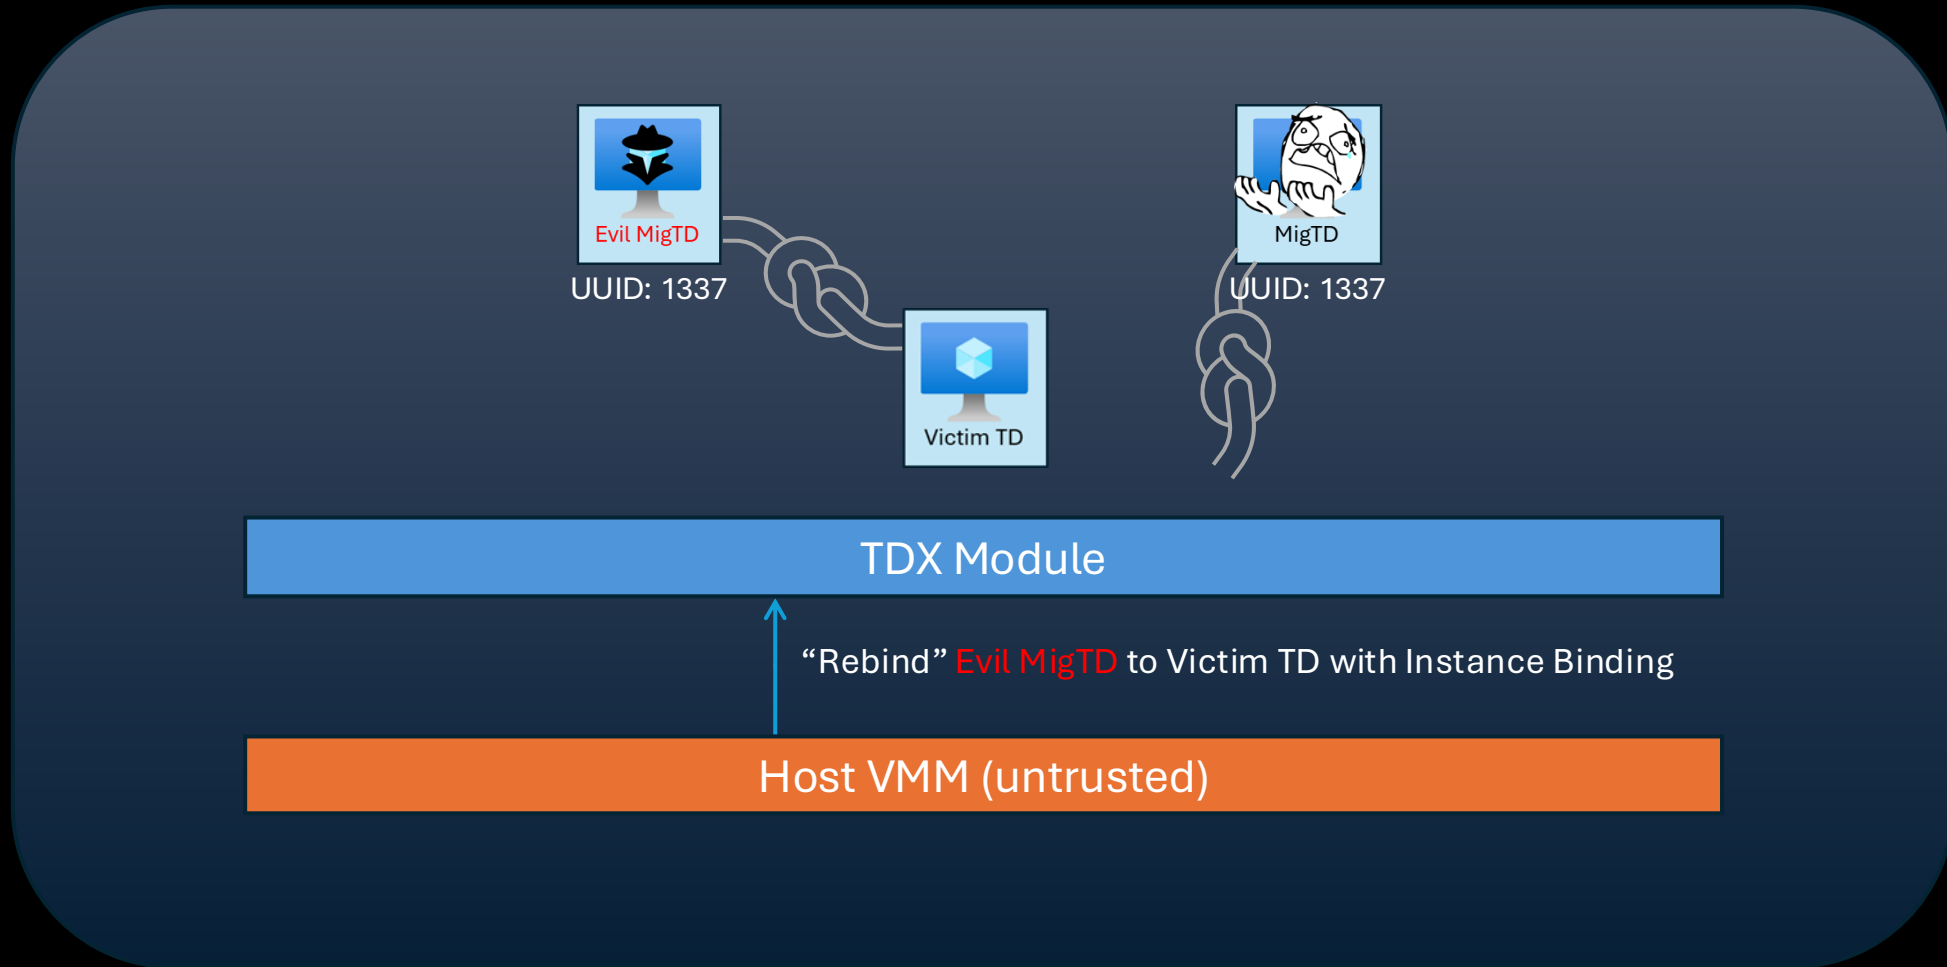 Evil MigTD
MigTD
UUID: 1337
UUID: 1337
Victim TD
TDX Module
“Rebind” Evil MigTD to Victim TD with Instance Binding
Host VMM (untrusted)